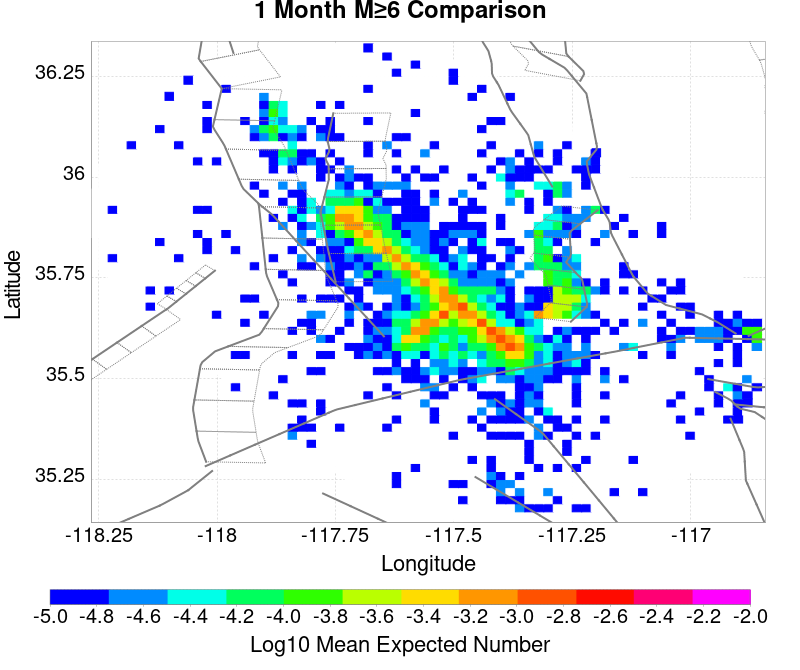 1 Month M≥6 Comparison
36.25
36
35.75
35.5
35.25
Latitude
-118.25 -118 -117.75 -117.5 -117.25 -117
Longitude
-5.0 -4.8 -4.6 -4.4 -4.2 -4.0 -3.8 -3.6 -3.4 -3.2 -3.0 -2.8 -2.6 -2.4 -2.2 -2.0
Log10 Mean Expected Number